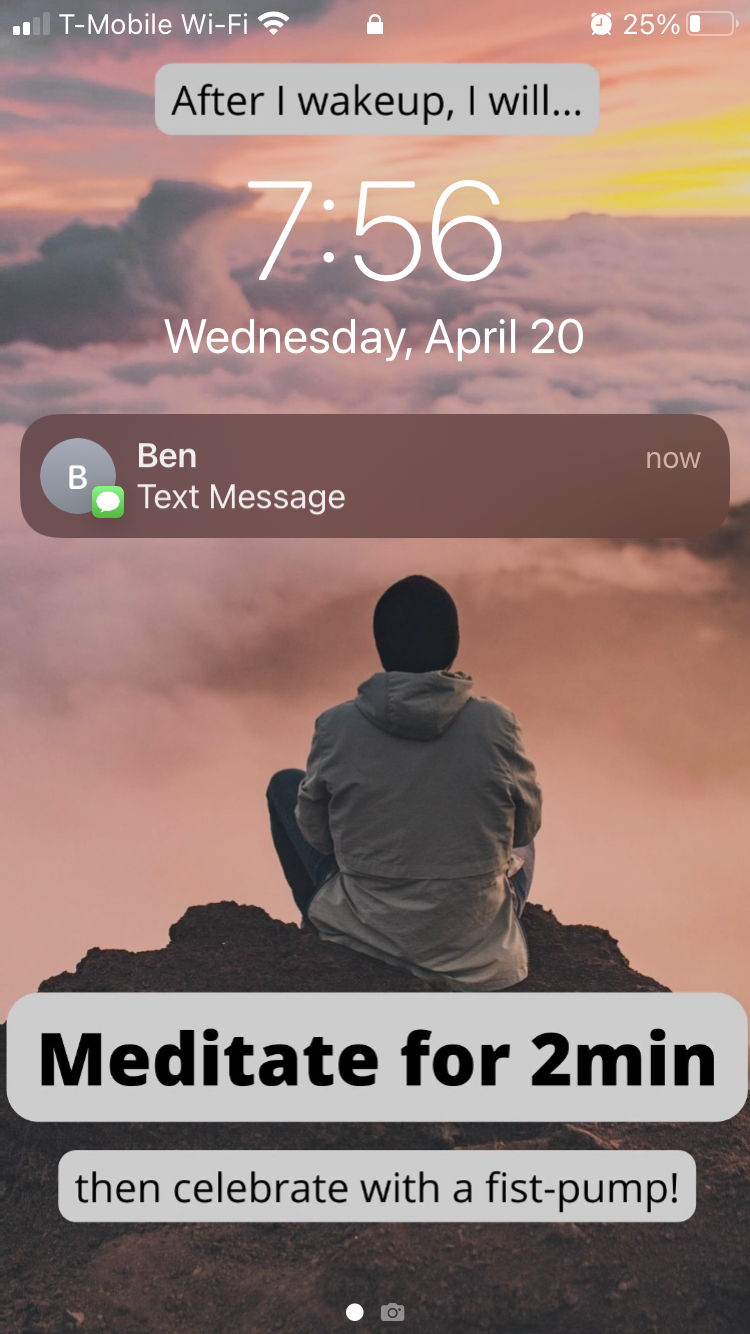 T-Mobile Wi-Fi 25%
After I wakeup, I will...
7:56
Wednesday, April 20
B
Ben now
Text Message
Meditate for 2min
then celebrate with a fist-pump!